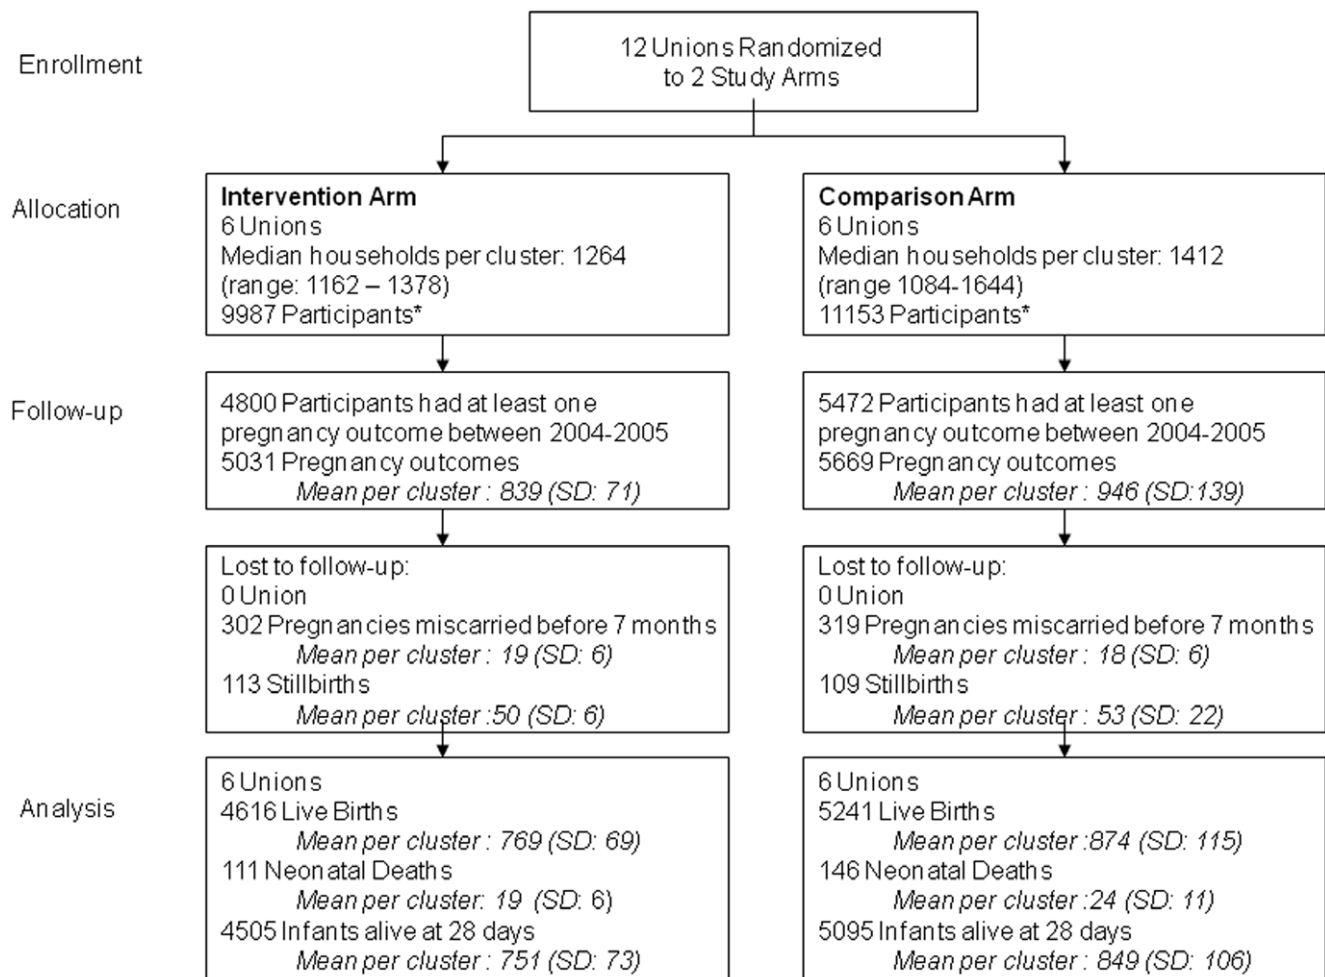 Enrollment
12 Unions Randomized
to 2 Study Arms
Allocation
Intervention Arm
6 Unions
Median households per cluster: 1264
(range: 1162 – 1378)
9987 Participants*
Comparison Arm
6 Unions
Median households per cluster: 1412
(range 1084-1644)
11153 Participants*
Follow-up
4800 Participants had at least one
pregnancy outcome between 2004-2005
5031 Pregnancy outcomes
Mean per cluster : 839 (SD: 71)
5472 Participants had at least one
pregnancy outcome between 2004-2005
5669 Pregnancy outcomes
Mean per cluster : 946 (SD:139)
Lost to follow-up:
0 Union
302 Pregnancies miscarried before 7 months
Mean per cluster : 19 (SD: 6)
113 Stillbirths
Mean per cluster :50 (SD: 6)
Lost to follow-up:
0 Union
319 Pregnancies miscarried before 7 months
Mean per cluster : 18 (SD: 6)
109 Stillbirths
Mean per cluster : 53 (SD: 22)
Analysis
6 Unions
4616 Live Births
Mean per cluster : 769 (SD: 69)
111 Neonatal Deaths
Mean per cluster: 19 (SD: 6)
4505 Infants alive at 28 days
Mean per cluster : 751 (SD: 73)
6 Unions
5241 Live Births
Mean per cluster :874 (SD: 115)
146 Neonatal Deaths
Mean per cluster :24 (SD: 11)
5095 Infants alive at 28 days
Mean per cluster : 849 (SD: 106)